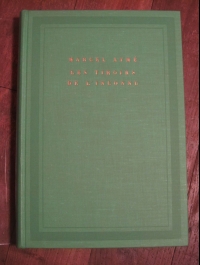 MARCEL AYMÉ
LES TIROIRS
DE L'INCONNU